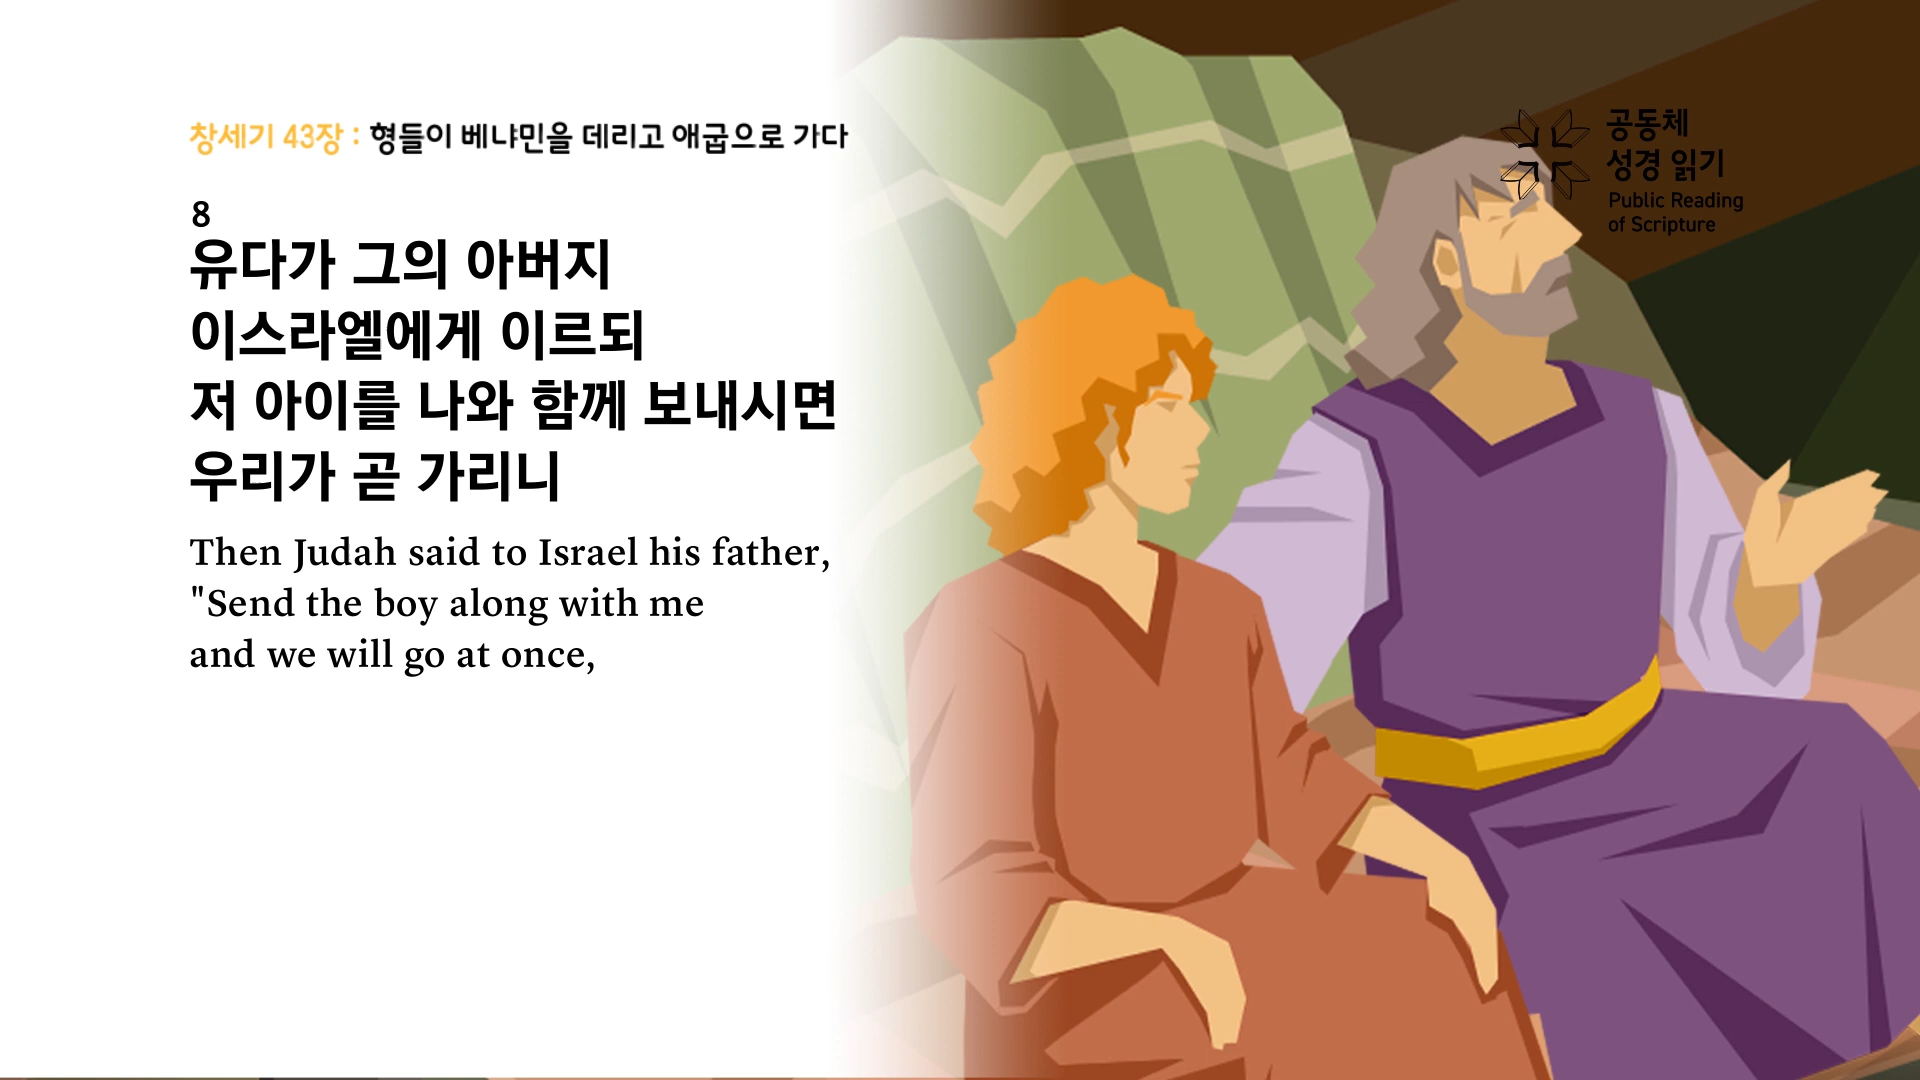 창세기 43장 : 형들이 베냐민을 데리고 애굽으로 가다
8
유다가 그의 아버지
이스라엘에게 이르되
저 아이를 나와 함께 보내시면
우리가 곧 가리니
Then Judah said to Israel his father,
"Send the boy along with me
and we will go at once,
공동체
성경 읽기
Public Reading
of Scripture